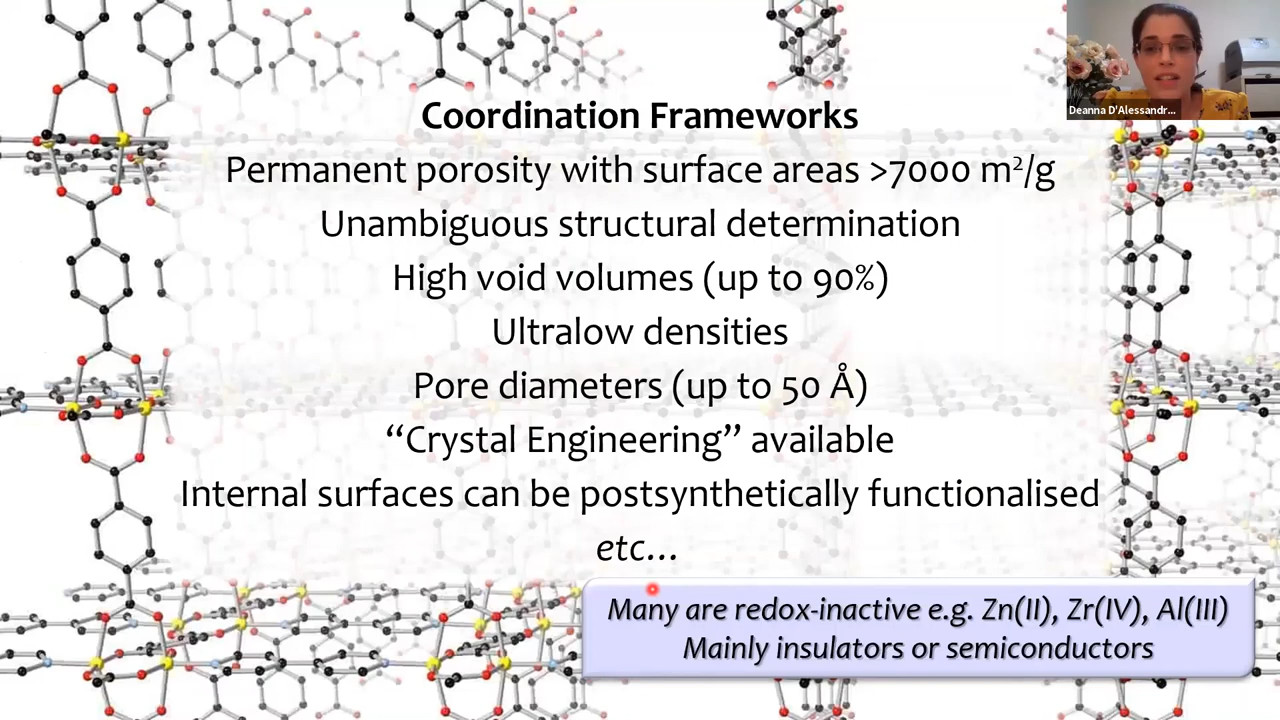 Deanna D'Alessandr...
Coordination Frameworks
Permanent porosity with surface areas >7000 m²/g
Unambiguous structural determination
High void volumes (up to 90%)
Ultralow densities
Pore diameters (up to 50 Å)
“Crystal Engineering” available
Internal surfaces can be postsynthetically functionalised
etc...
Many are redox-inactive e.g. Zn(II), Zr(IV), Al(III)
Mainly insulators or semiconductors